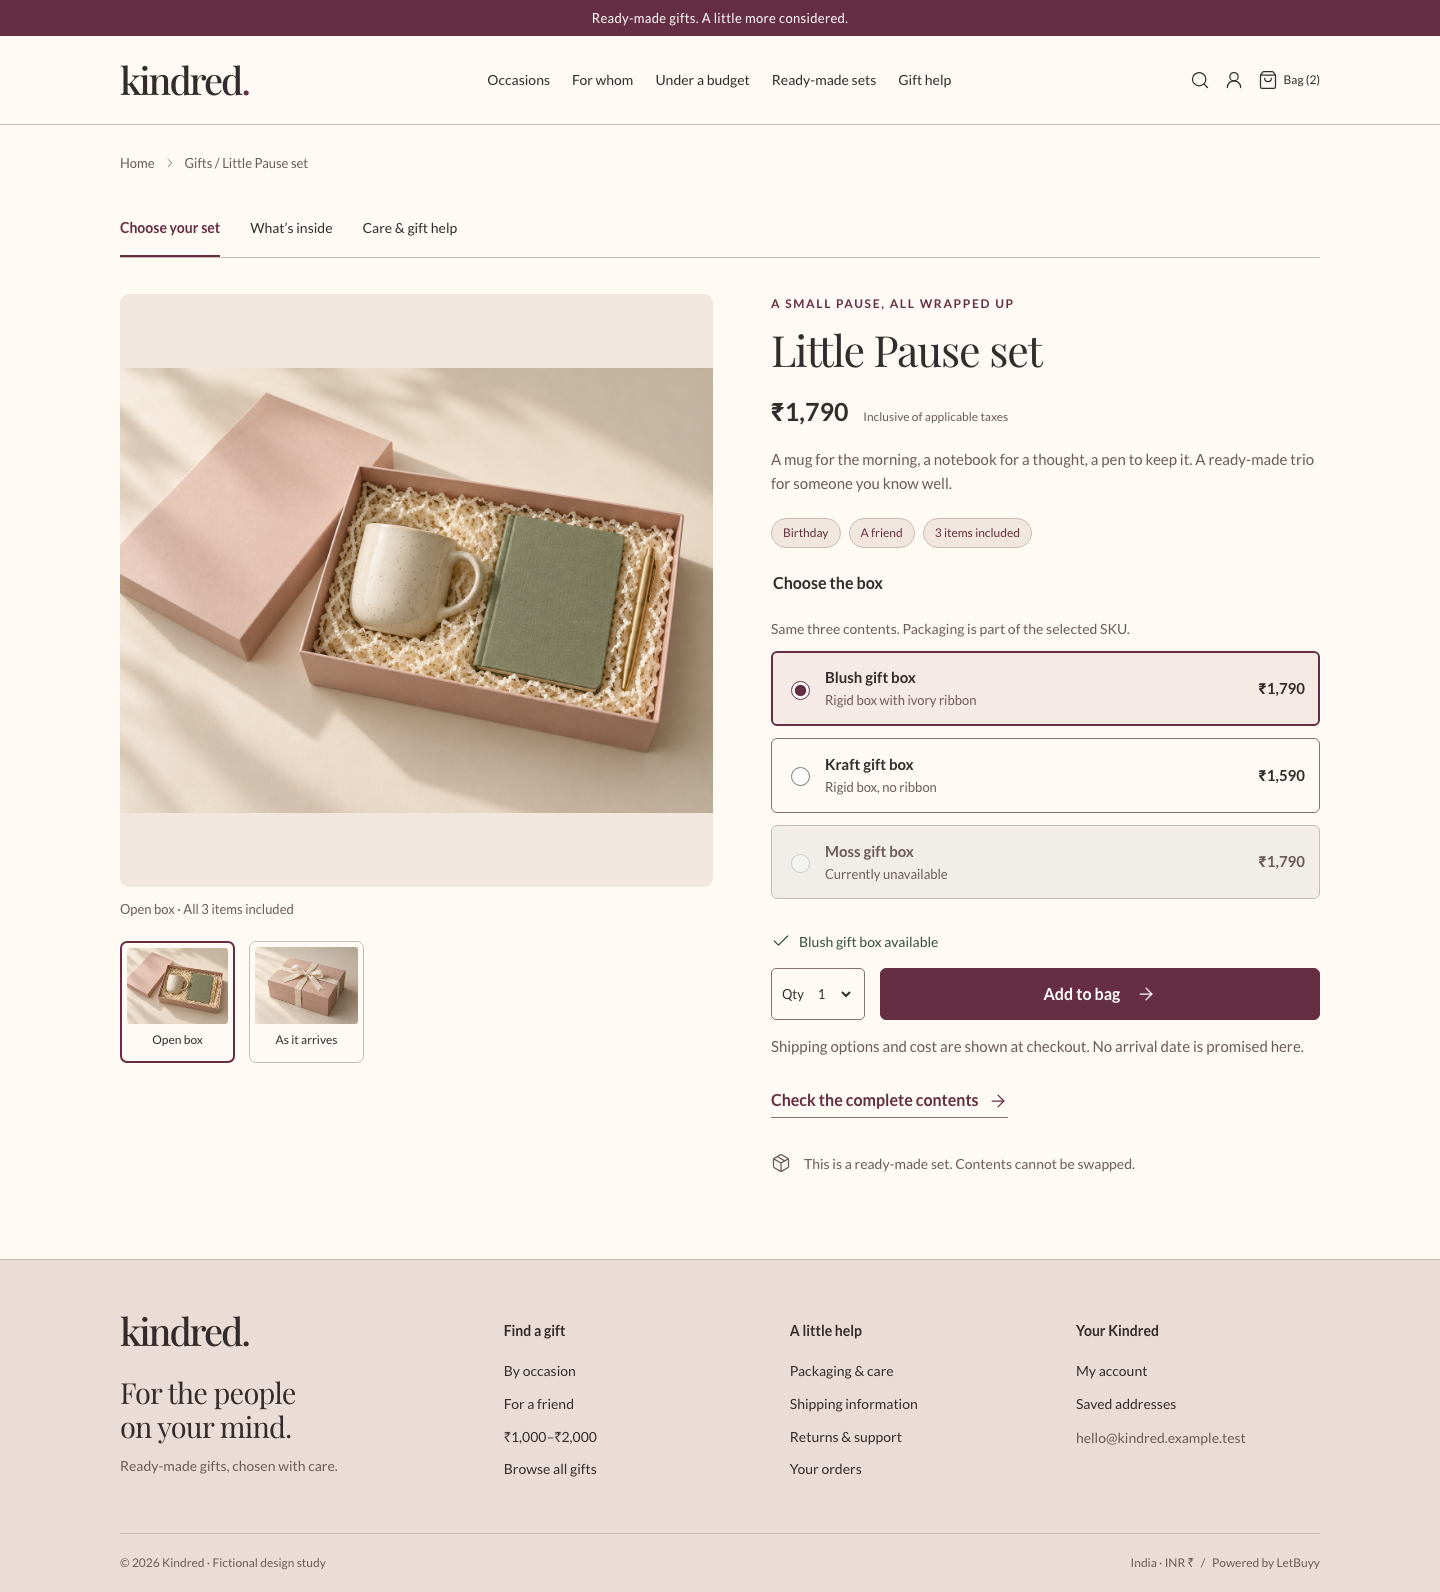 Ready-made gifts. A little more considered.
kindred.
Occasions
For whom
Under a budget
Ready-made sets
Gift help
Bag (2)
Home
Gifts / Little Pause set
Choose your set
What’s inside
Care & gift help
Open box · All 3 items included
Open box
As it arrives
A SMALL PAUSE, ALL WRAPPED UP
Little Pause set
₹1,790
Inclusive of applicable taxes
A mug for the morning, a notebook for a thought, a pen to keep it. A ready-made trio
for someone you know well.
Birthday
A friend
3 items included
Choose the box
Same three contents. Packaging is part of the selected SKU.
Blush gift box
Rigid box with ivory ribbon
₹1,790
Kraft gift box
Rigid box, no ribbon
₹1,590
Moss gift box
Currently unavailable
₹1,790
Blush gift box available
Qty 1
Add to bag
Shipping options and cost are shown at checkout. No arrival date is promised here.
Check the complete contents
This is a ready-made set. Contents cannot be swapped.
kindred.
For the people
on your mind.
Ready-made gifts, chosen with care.
Find a gift
By occasion
For a friend
₹1,000–₹2,000
Browse all gifts
A little help
Packaging & care
Shipping information
Returns & support
Your orders
Your Kindred
My account
Saved addresses
hello@kindred.example.test
© 2026 Kindred · Fictional design study
India · INR ₹ / Powered by LetBuyy